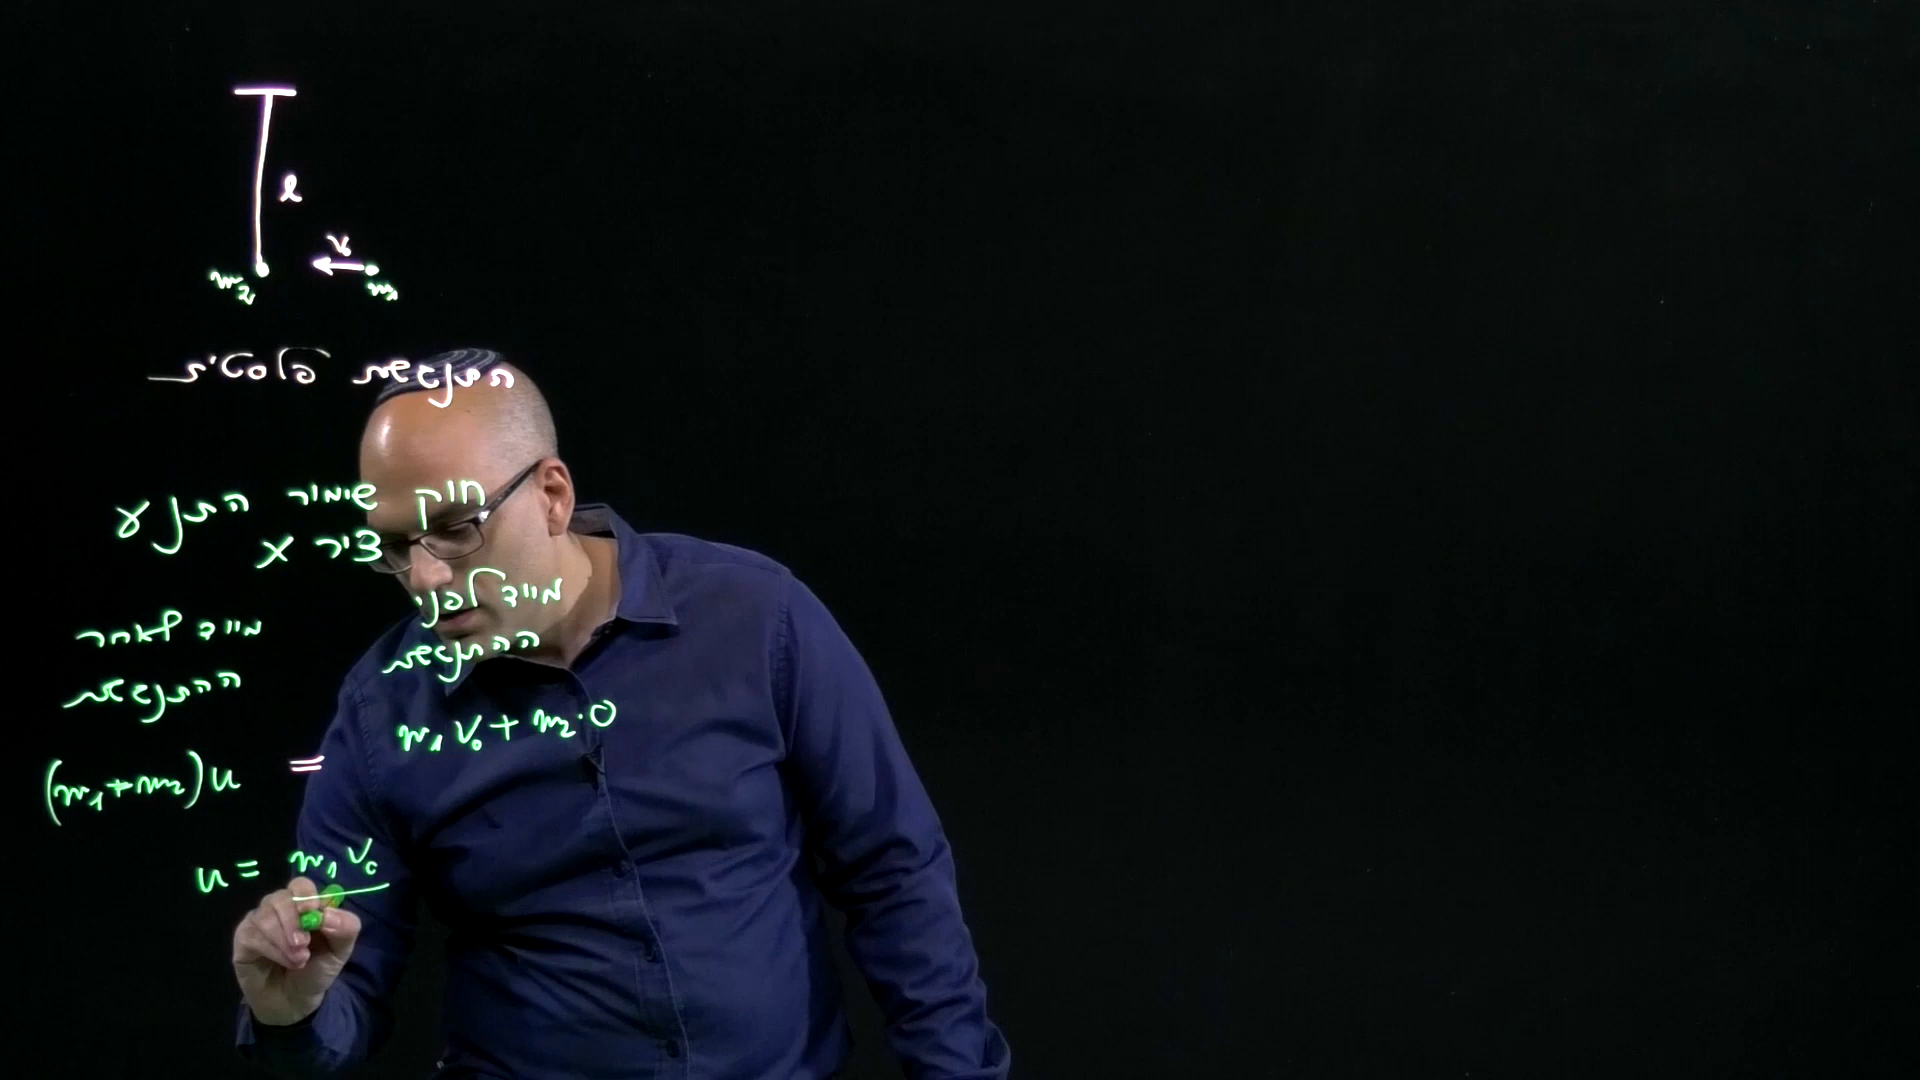 l
v₀
m₂
m₁
התנגשות פלסטית
חוק שימור התנע
ציר x
מייד לפני
ההתנגשות
מייד לאחר
ההתנגשות
m₁v₀ + m₂·0
(m₁+m₂)u =
u = m₁v₀